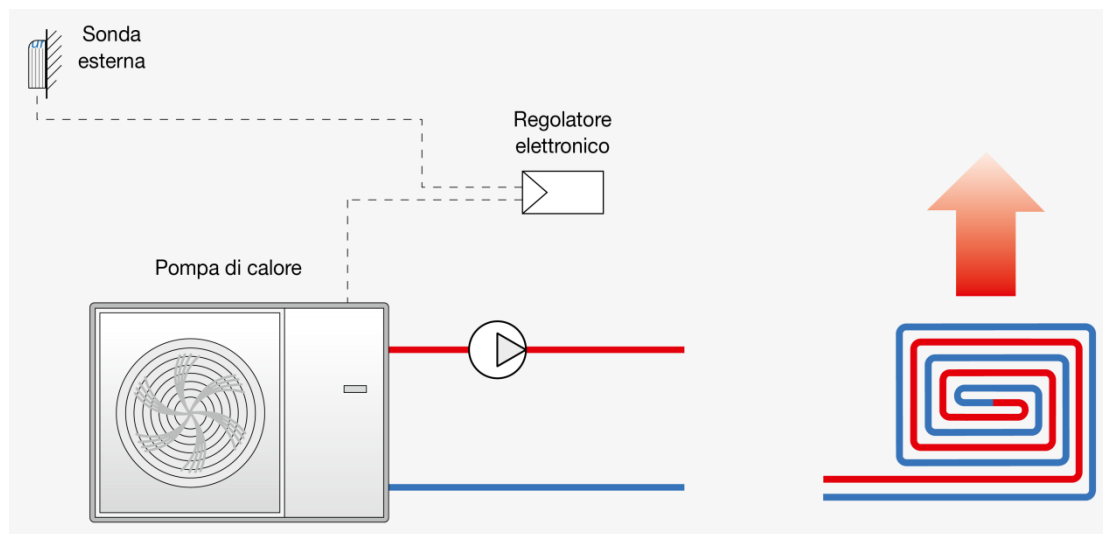 Sonda
esterna
Regolatore
elettronico
Pompa di calore